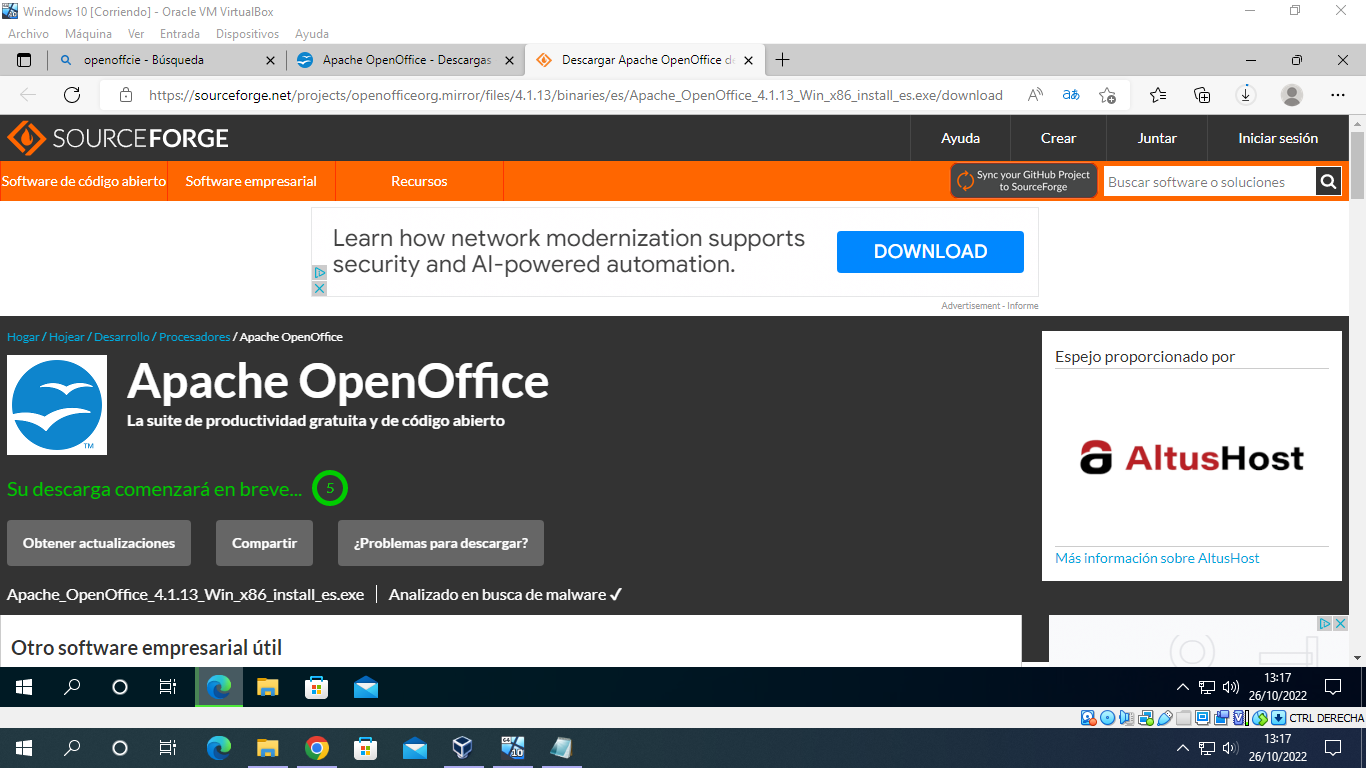 Windows 10 [Corriendo] - Oracle VM VirtualBox
Archivo Máquina Ver Entrada Dispositivos Ayuda
openoffcie - Búsqueda
Apache OpenOffice - Descargas
Descargar Apache OpenOffice de
https://sourceforge.net/projects/openofficeorg.mirror/files/4.1.13/binaries/es/Apache_OpenOffice_4.1.13_Win_x86_install_es.exe/download
SOURCEFORGE
Ayuda Crear Juntar Iniciar sesión
Software de código abierto Software empresarial Recursos
Sync your GitHub Project
to SourceForge
Buscar software o soluciones
Learn how network modernization supports
security and AI-powered automation.
DOWNLOAD
Advertisement - Informe
Hogar / Hojear / Desarrollo / Procesadores / Apache OpenOffice
Apache OpenOffice
La suite de productividad gratuita y de código abierto
TM
Su descarga comenzará en breve... 5
Obtener actualizaciones Compartir ¿Problemas para descargar?
Apache_OpenOffice_4.1.13_Win_x86_install_es.exe Analizado en busca de malware ✓
Espejo proporcionado por
AltusHost
Más información sobre AltusHost
Otro software empresarial útil
13:17
26/10/2022
CTRL DERECHA
13:17
26/10/2022